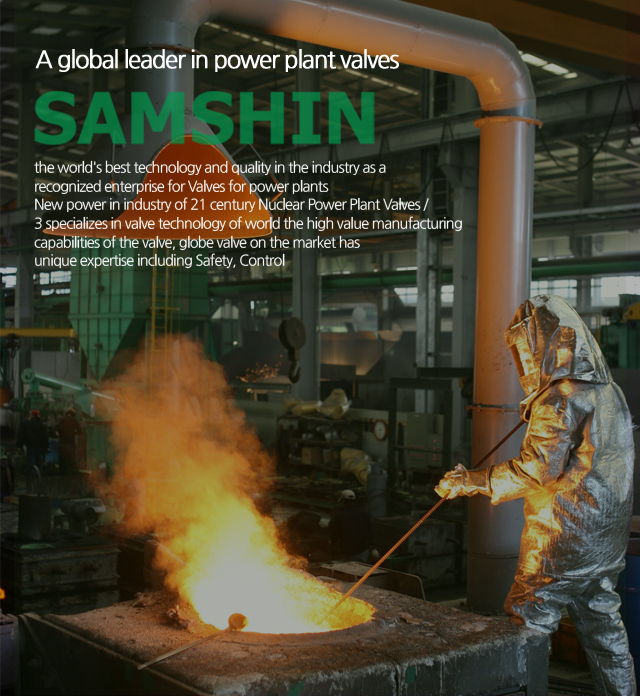 A global leader in power plant valves
SAMSHIN
the world's best technology and quality in the industry as a
recognized enterprise for Valves for power plants
New power in industry of 21 century Nuclear Power Plant Valves /
3 specializes in valve technology of world the high value manufacturing
capabilities of the valve, globe valve on the market has
unique expertise including Safety, Control